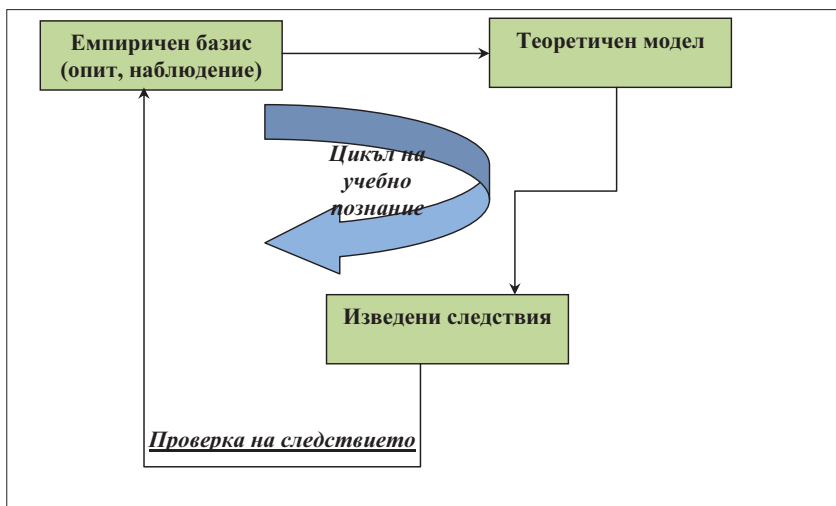 Емпиричен базис
(опит, наблюдение)
Теоретичен модел
Цикъл на
учебно
познание
Изведени следствия
Проверка на следствието